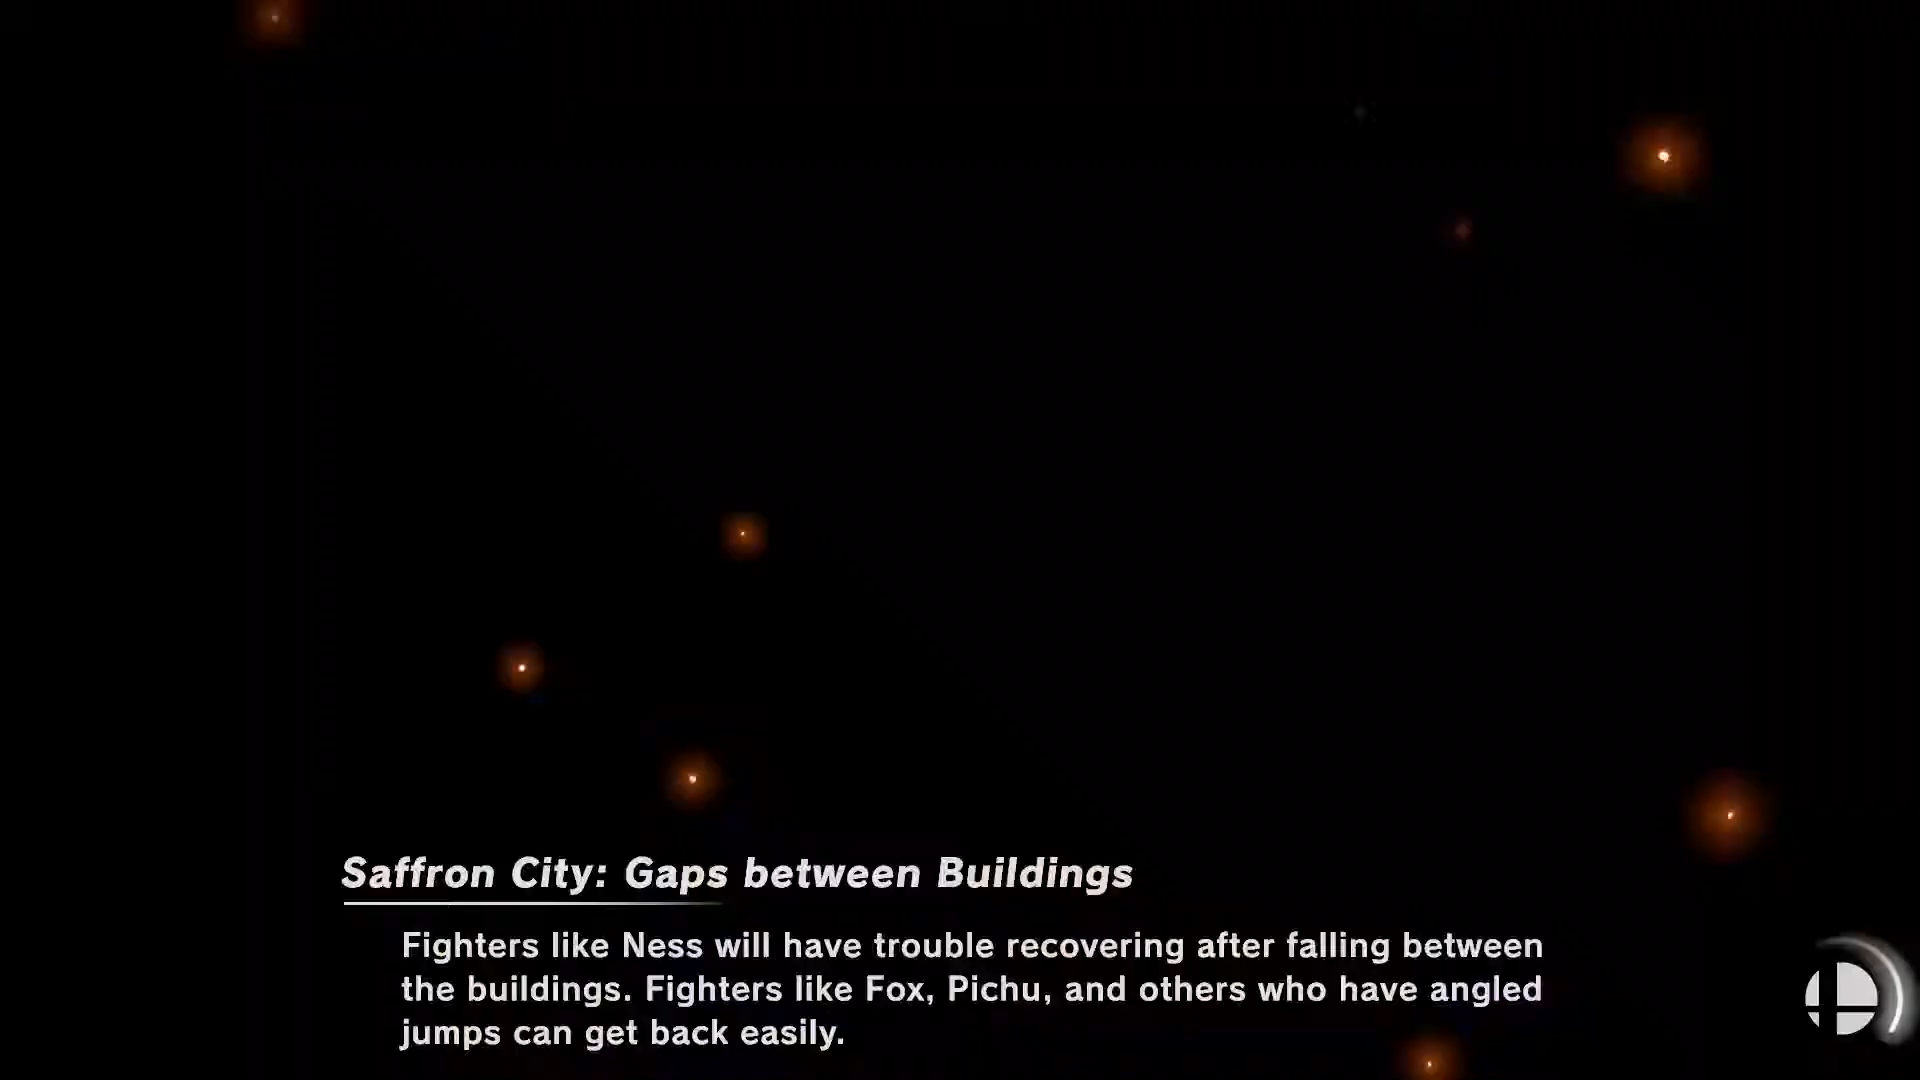 Saffron City: Gaps between Buildings
Fighters like Ness will have trouble recovering after falling between
the buildings. Fighters like Fox, Pichu, and others who have angled
jumps can get back easily.